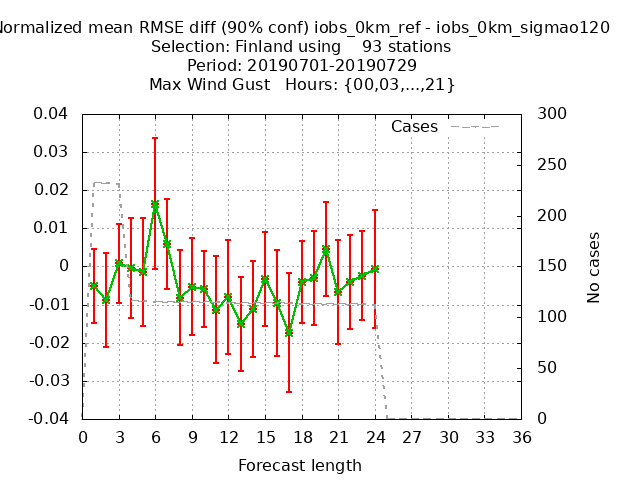 Normalized mean RMSE diff (90% conf) iobs_0km_ref - iobs_0km_sigmao120
Selection: Finland using 93 stations
Period: 20190701-20190729
Max Wind Gust Hours: {00,03,...,21}
Cases
0.04
0.03
0.02
0.01
0
-0.01
-0.02
-0.03
-0.04
300
250
200
150
100
50
0
No cases
0 3 6 9 12 15 18 21 24 27 30 33 36
Forecast length